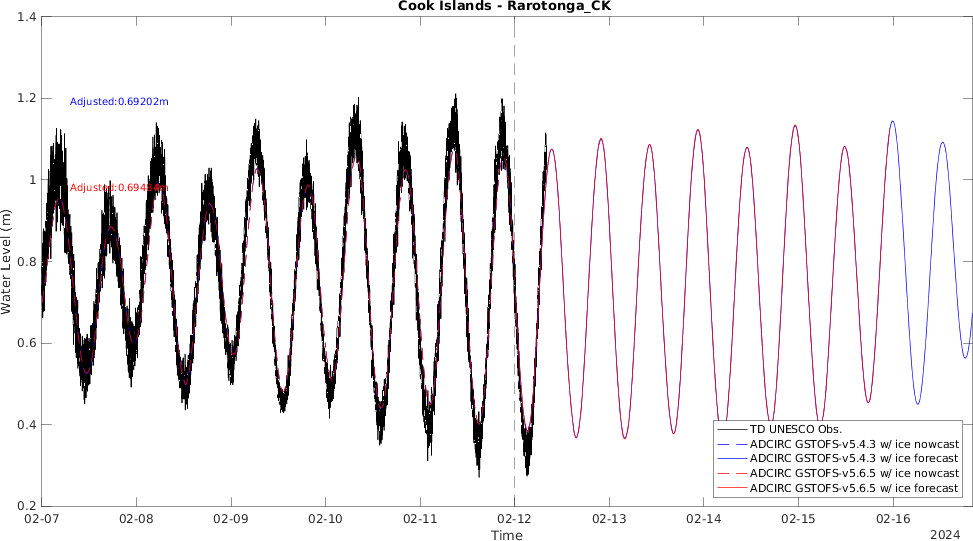 Cook Islands - Rarotonga_CK
1.4
1.2
1
0.8
0.6
0.4
0.2
Water Level (m)
Adjusted:0.69202m
02-07
02-08
02-09
02-10
02-11
02-12
02-13
02-14
02-15
02-16
Time
2024
TD UNESCO Obs.
ADCIRC GSTOFS-v5.4.3 w/ ice nowcast
ADCIRC GSTOFS-v5.4.3 w/ ice forecast
ADCIRC GSTOFS-v5.6.5 w/ ice nowcast
ADCIRC GSTOFS-v5.6.5 w/ ice forecast